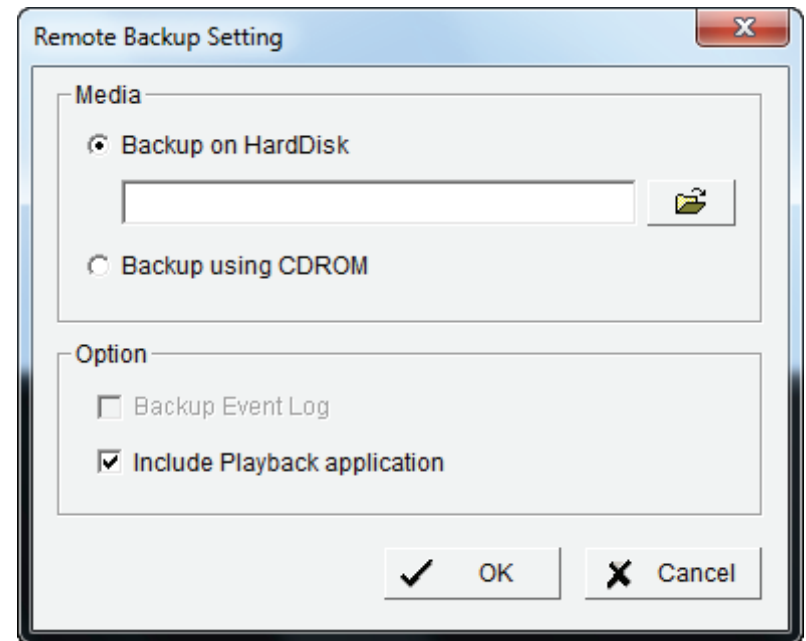 Remote Backup Setting
Media
Backup on HardDisk
Backup using CDROM
Option
Backup Event Log
Include Playback application
OK
Cancel